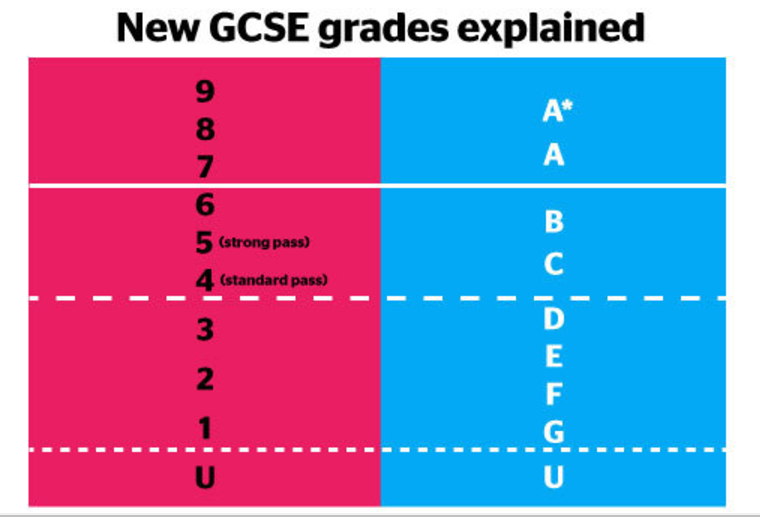 New GCSE grades explained
9
8
7
6
5 (strong pass)
4 (standard pass)
3
2
1
U
A*
A
B
C
D
E
F
G
U